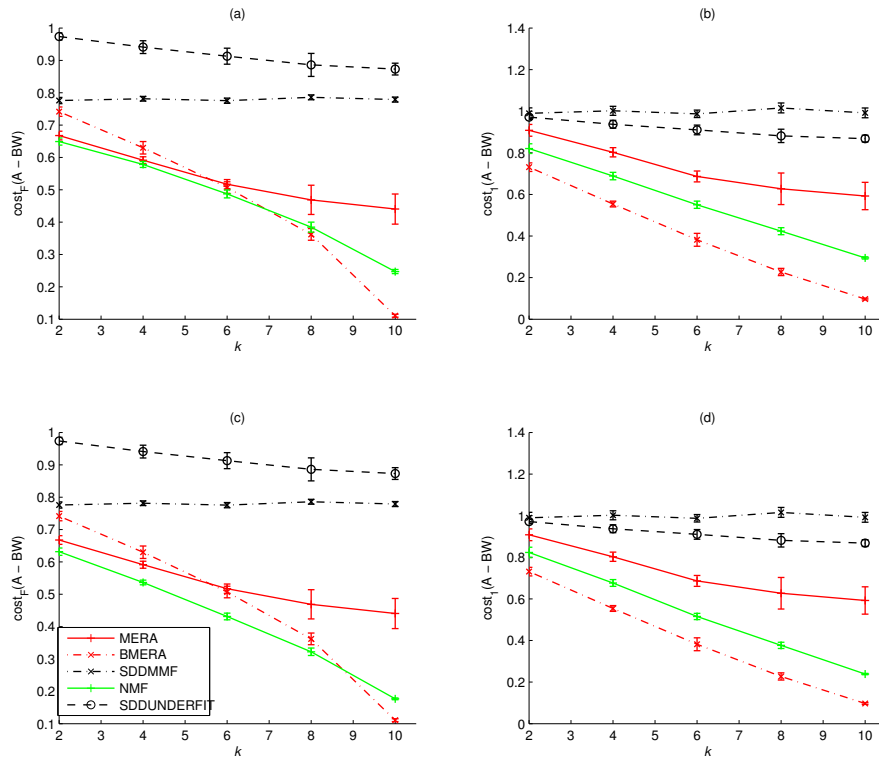 (a)
1
0.9
0.8
0.7
0.6
0.5
0.4
0.3
0.2
0.1
cost_F(A − BW)
2 3 4 5 6 7 8 9 10
k
(b)
1.4
1.2
1
0.8
0.6
0.4
0.2
0
cost_1(A − BW)
2 3 4 5 6 7 8 9 10
k
(c)
1
0.9
0.8
0.7
0.6
0.5
0.4
0.3
0.2
0.1
cost_F(A − BW)
MERA
BMERA
SDDMMF
NMF
SDDUNDERFIT
2 3 4 5 6 7 8 9 10
k
(d)
1.4
1.2
1
0.8
0.6
0.4
0.2
0
cost_1(A − BW)
2 3 4 5 6 7 8 9 10
k